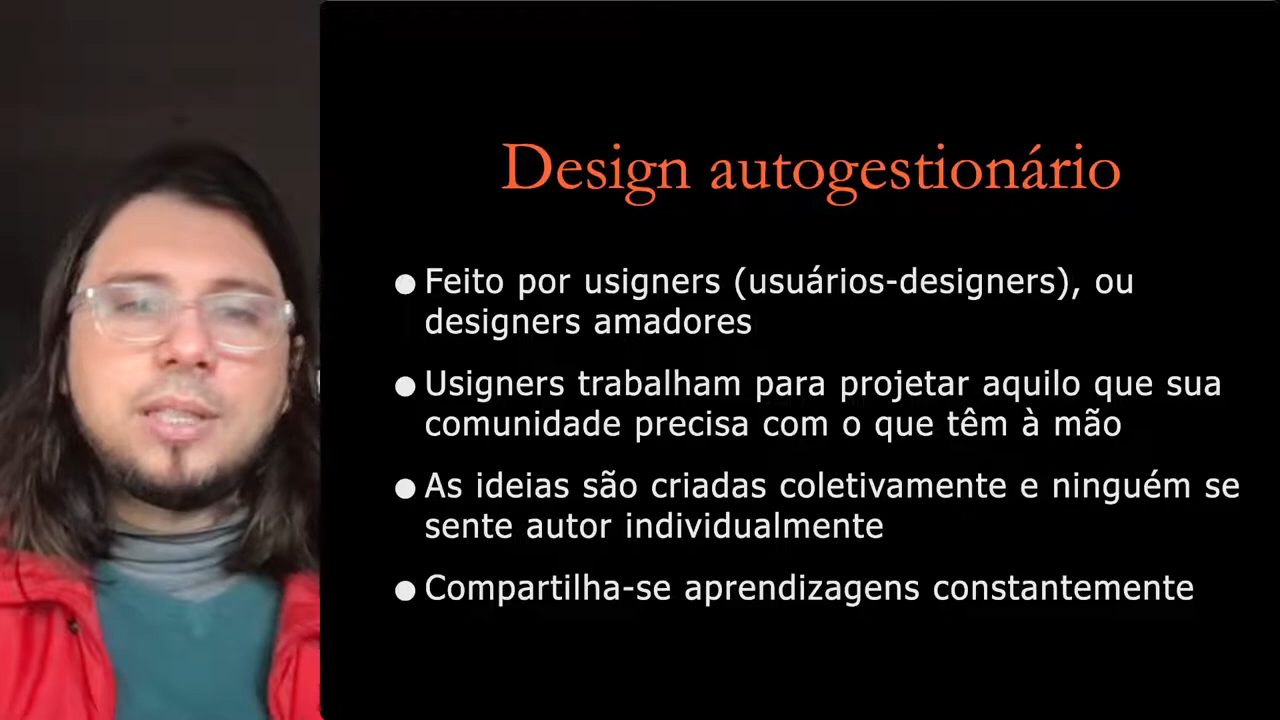 Design autogestionário
● Feito por usigners (usuários-designers), ou
designers amadores
● Usigners trabalham para projetar aquilo que sua
comunidade precisa com o que têm à mão
● As ideias são criadas coletivamente e ninguém se
sente autor individualmente
● Compartilha-se aprendizagens constantemente